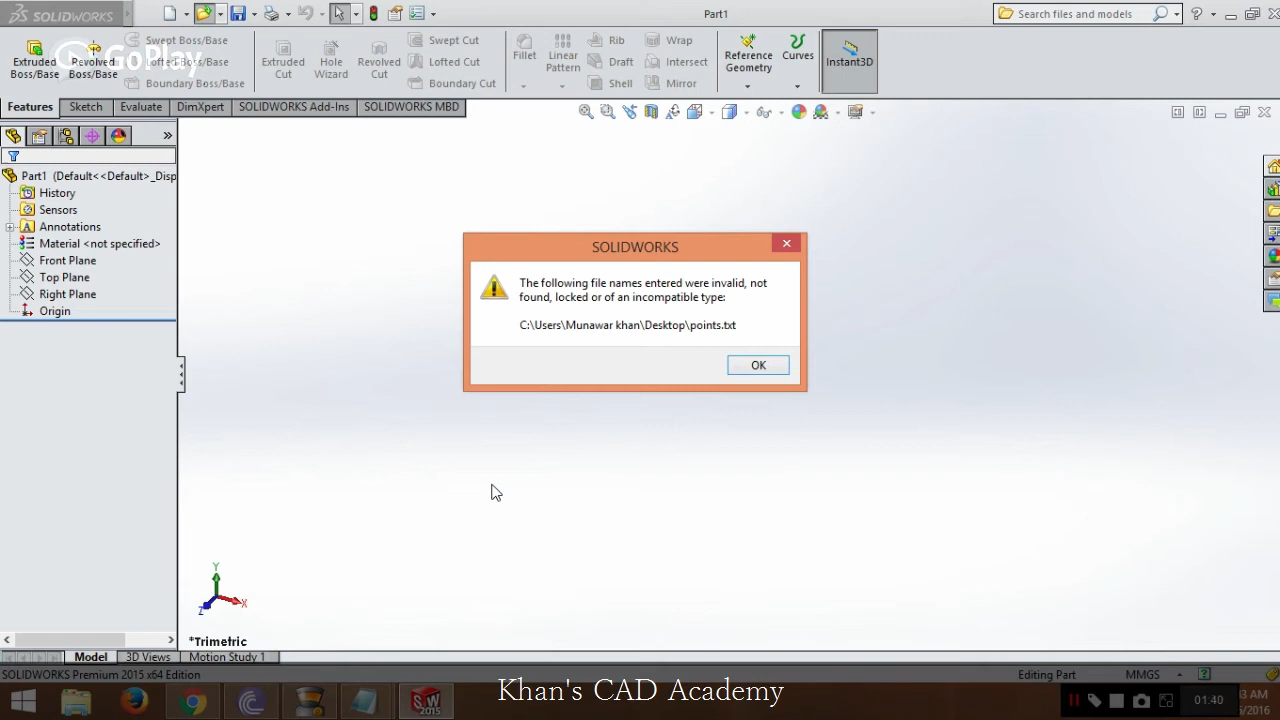 SOLIDWORKS
Part1
Search files and models
GoPlay
Extruded Boss/Base
Revolved Boss/Base
Swept Boss/Base
Lofted Boss/Base
Boundary Boss/Base
Extruded Cut
Hole Wizard
Revolved Cut
Swept Cut
Lofted Cut
Boundary Cut
Fillet
Linear Pattern
Rib
Draft
Shell
Wrap
Intersect
Mirror
Reference Geometry
Curves
Instant3D
Features
Sketch
Evaluate
DimXpert
SOLIDWORKS Add-Ins
SOLIDWORKS MBD
Part1 (Default<<Default>_Disp
History
Sensors
Annotations
Material <not specified>
Front Plane
Top Plane
Right Plane
Origin
SOLIDWORKS
The following file names entered were invalid, not
found, locked or of an incompatible type:
C:\Users\Munawar khan\Desktop\points.txt
OK
Y
X
Z
*Trimetric
Model
3D Views
Motion Study 1
SOLIDWORKS Premium 2015 x64 Edition
Editing Part
MMGS
Khan's CAD Academy
SW
2015
01:40